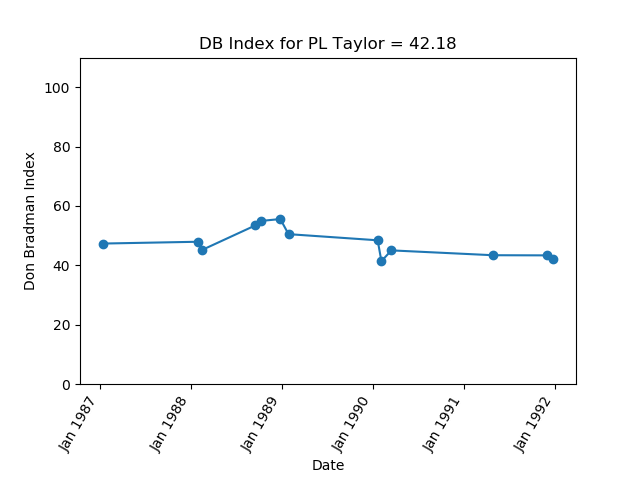 DB Index for PL Taylor = 42.18
Don Bradman Index
100
80
60
40
20
0
Jan 1987
Jan 1988
Jan 1989
Jan 1990
Jan 1991
Jan 1992
Date